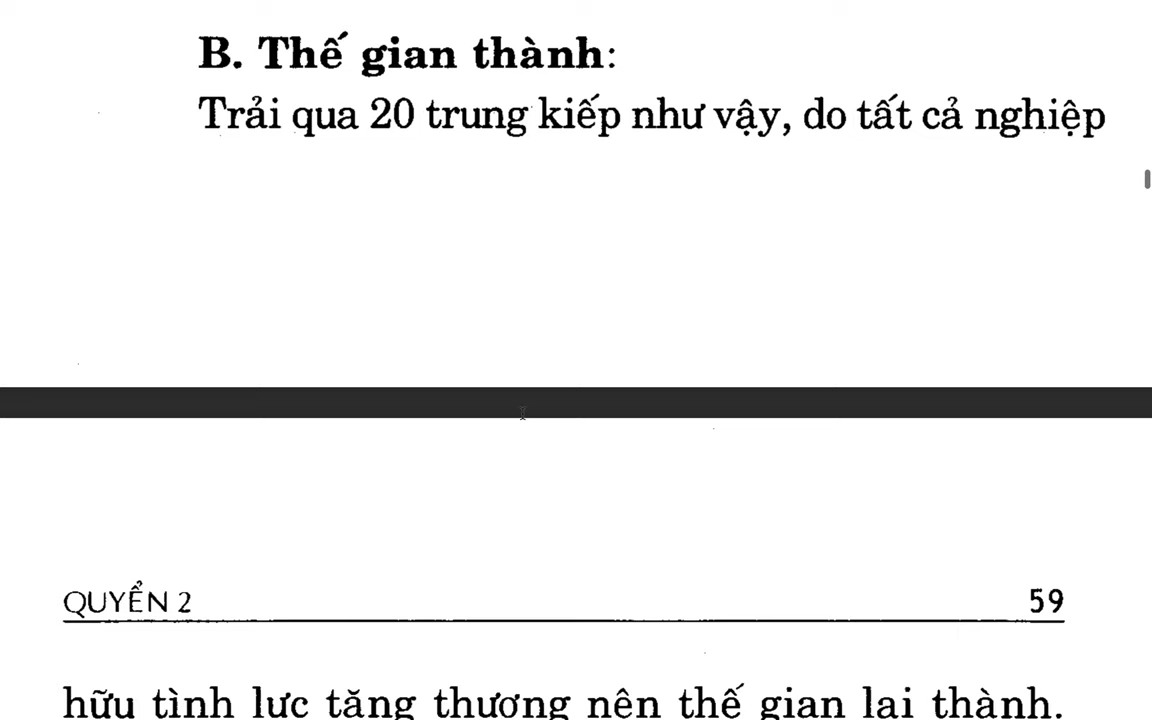 B. Thế gian thành:
Trải qua 20 trung kiếp như vậy, do tất cả nghiệp
QUYỂN 2 59
hữu tình lực tăng thượng nên thế gian lại thành.